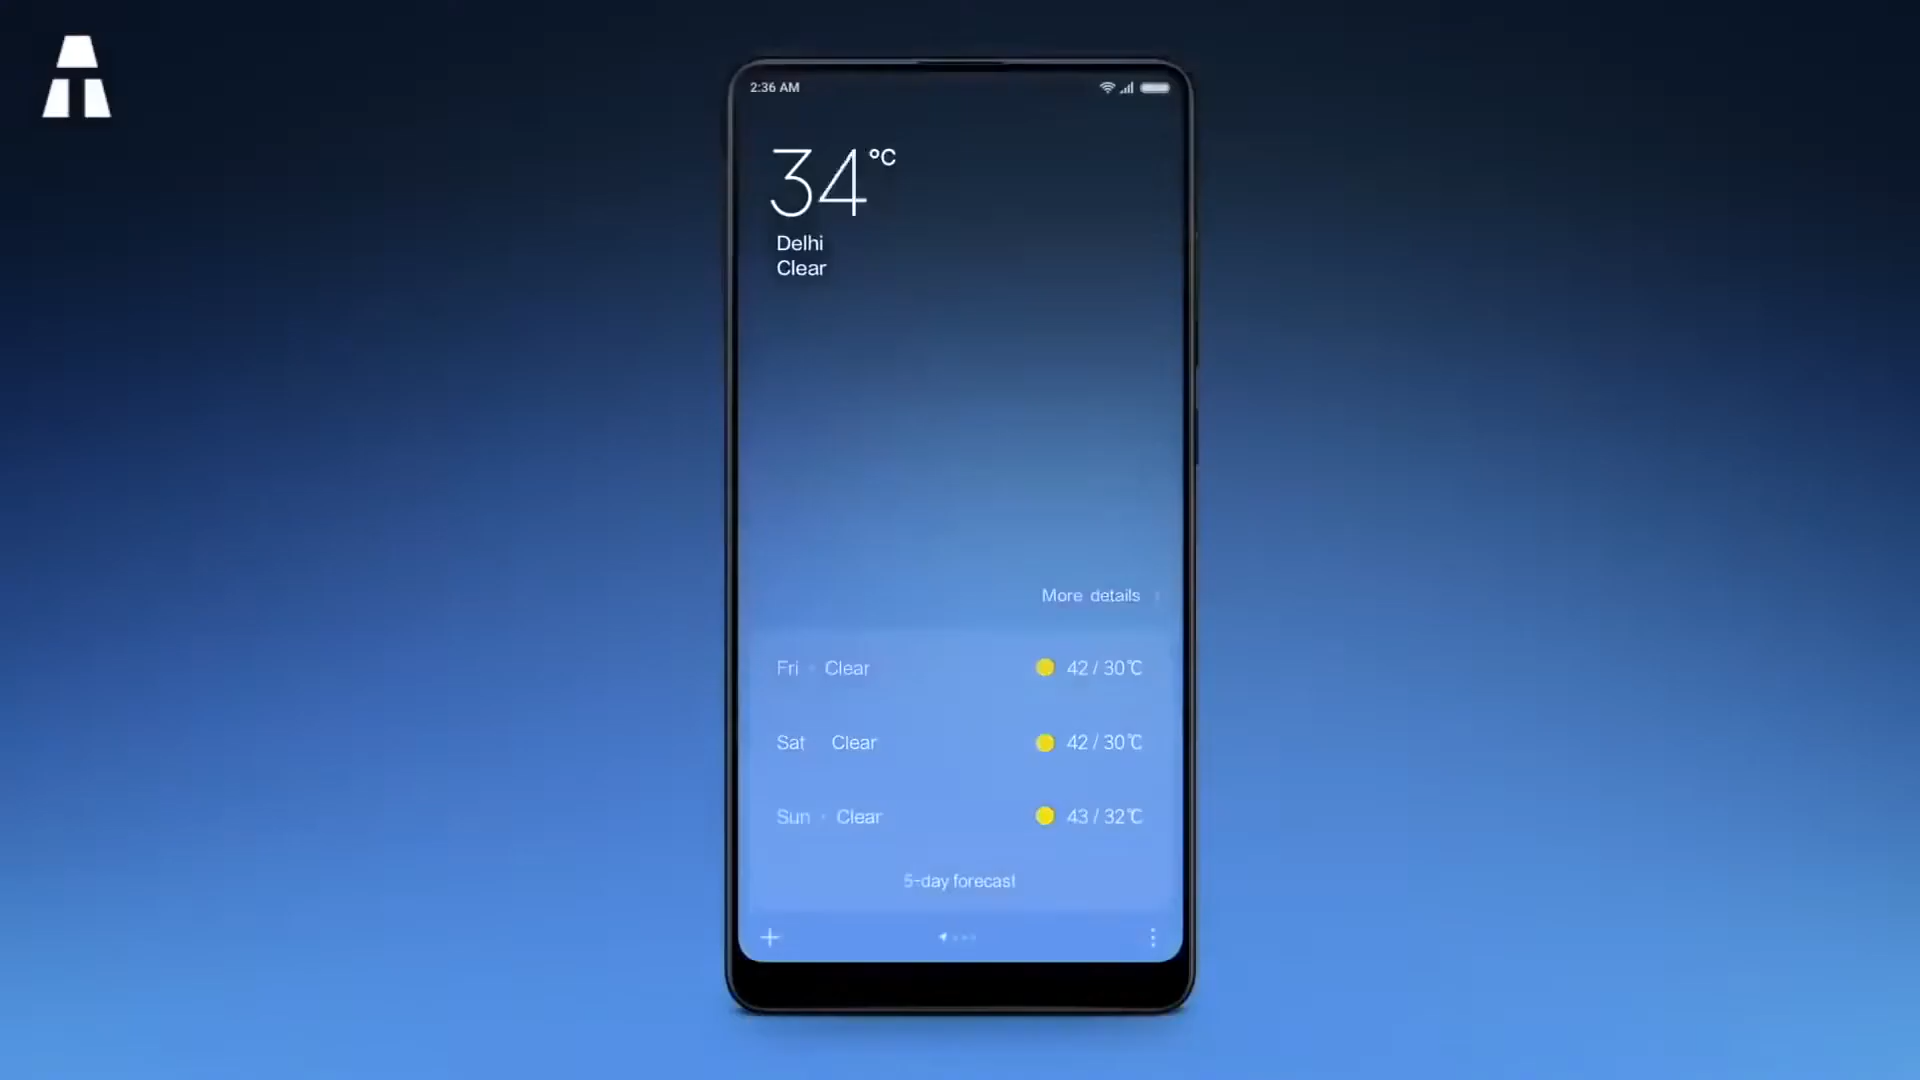 2:36 AM
34°C
Delhi
Clear
More details
Fri · Clear 42 / 30℃
Sat Clear 42 / 30℃
Sun · Clear 43 / 32℃
5-day forecast